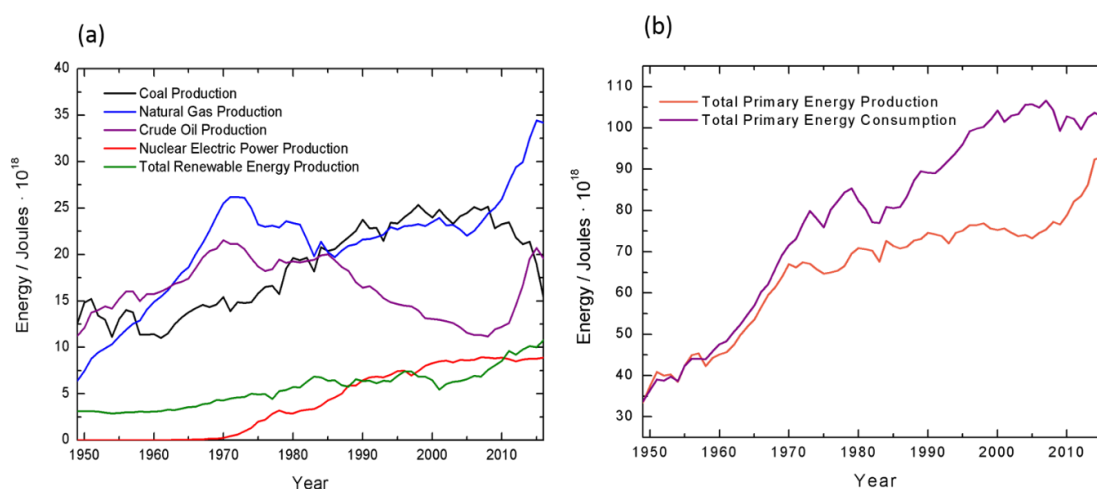 (a)
40
35
30
25
20
15
10
5
0
Energy / Joules · 10^18
Coal Production
Natural Gas Production
Crude Oil Production
Nuclear Electric Power Production
Total Renewable Energy Production
1950 1960 1970 1980 1990 2000 2010
Year
(b)
110
100
90
80
70
60
50
40
30
Energy / Joules · 10^18
Total Primary Energy Production
Total Primary Energy Consumption
1950 1960 1970 1980 1990 2000 2010
Year